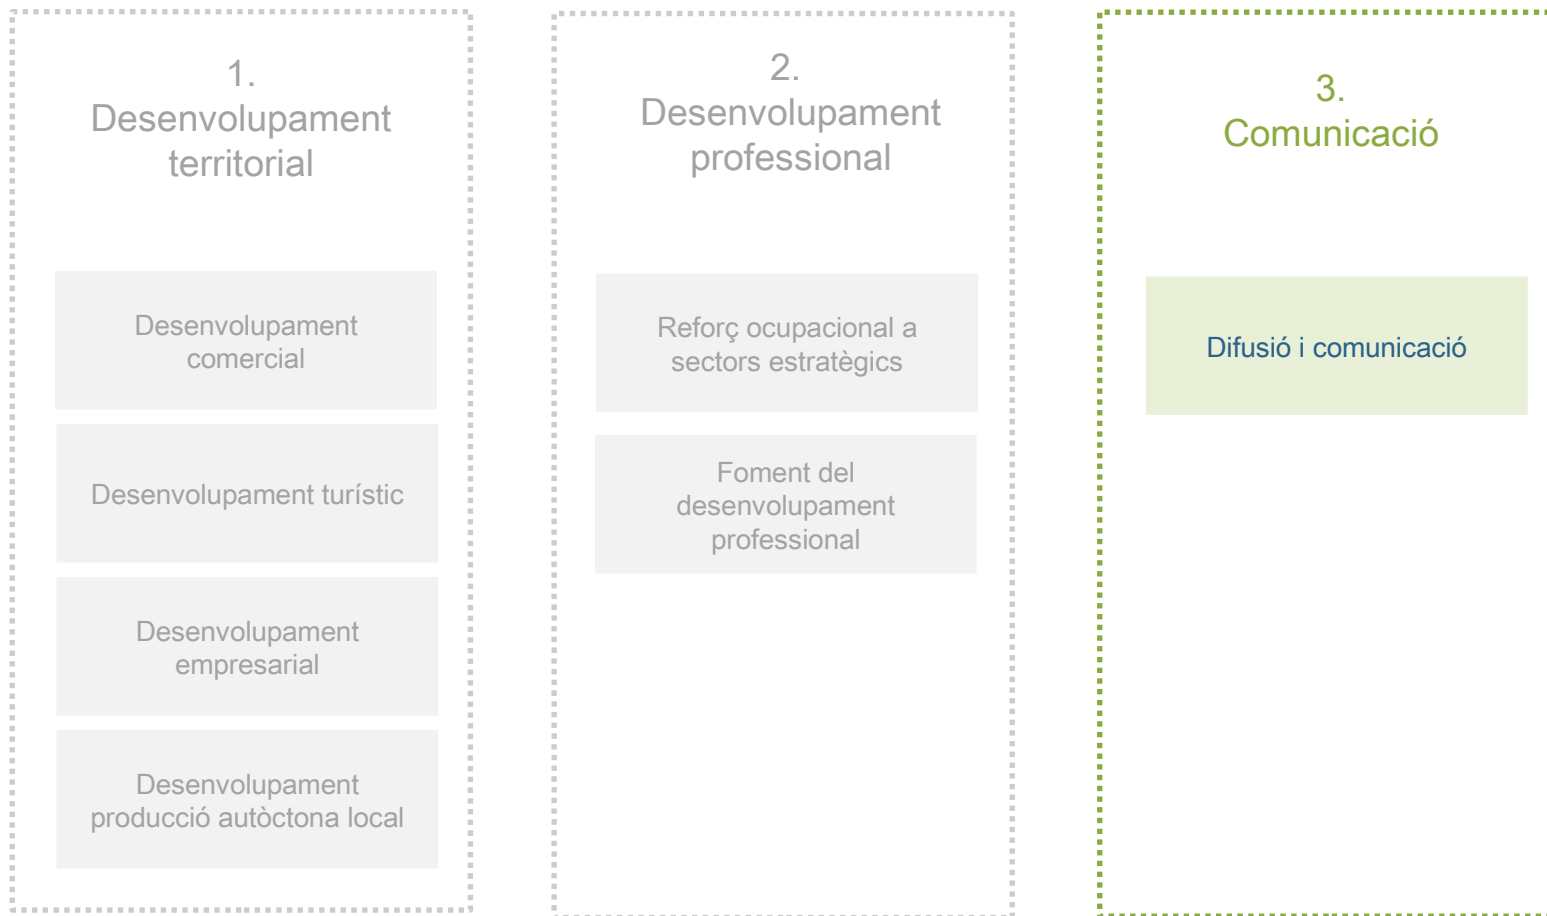 1.
Desenvolupament
territorial
Desenvolupament
comercial
Desenvolupament turístic
Desenvolupament
empresarial
Desenvolupament
producció autòctona local
2.
Desenvolupament
professional
Reforç ocupacional a
sectors estratègics
Foment del
desenvolupament
professional
3.
Comunicació
Difusió i comunicació